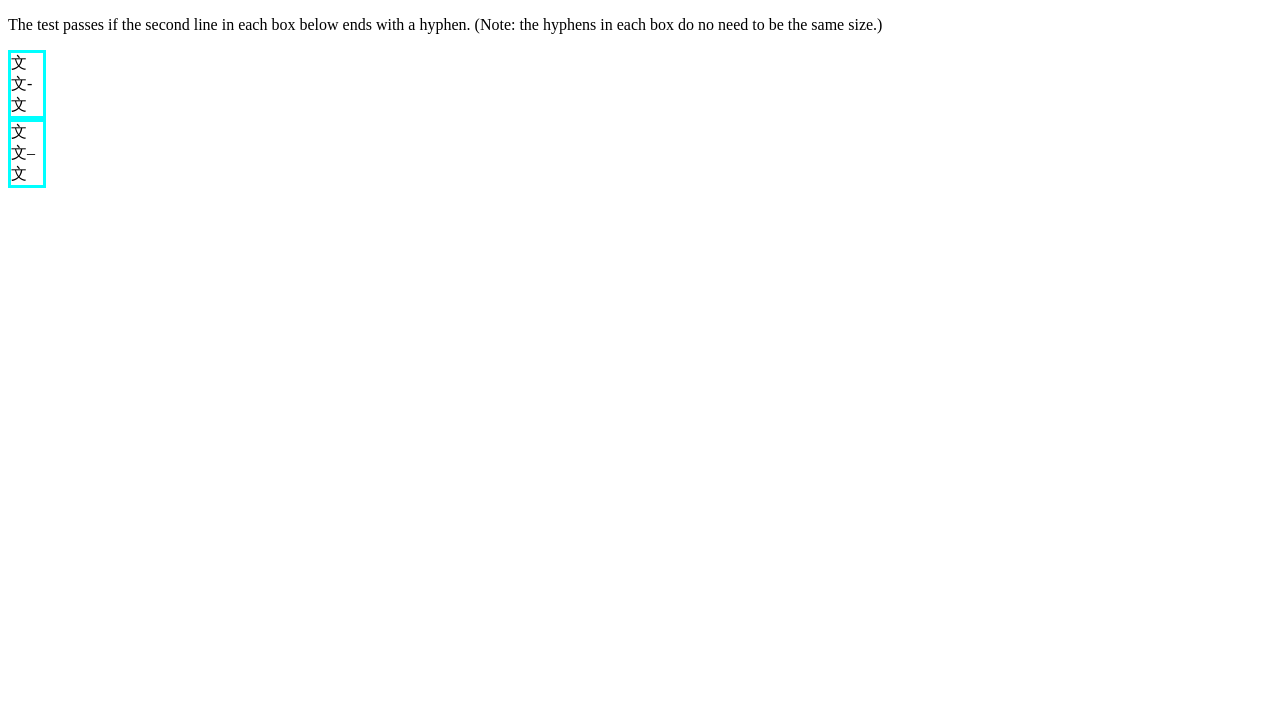 The test passes if the second line in each box below ends with a hyphen. (Note: the hyphens in each box do no need to be the same size.)
文
文-
文
文
文–
文